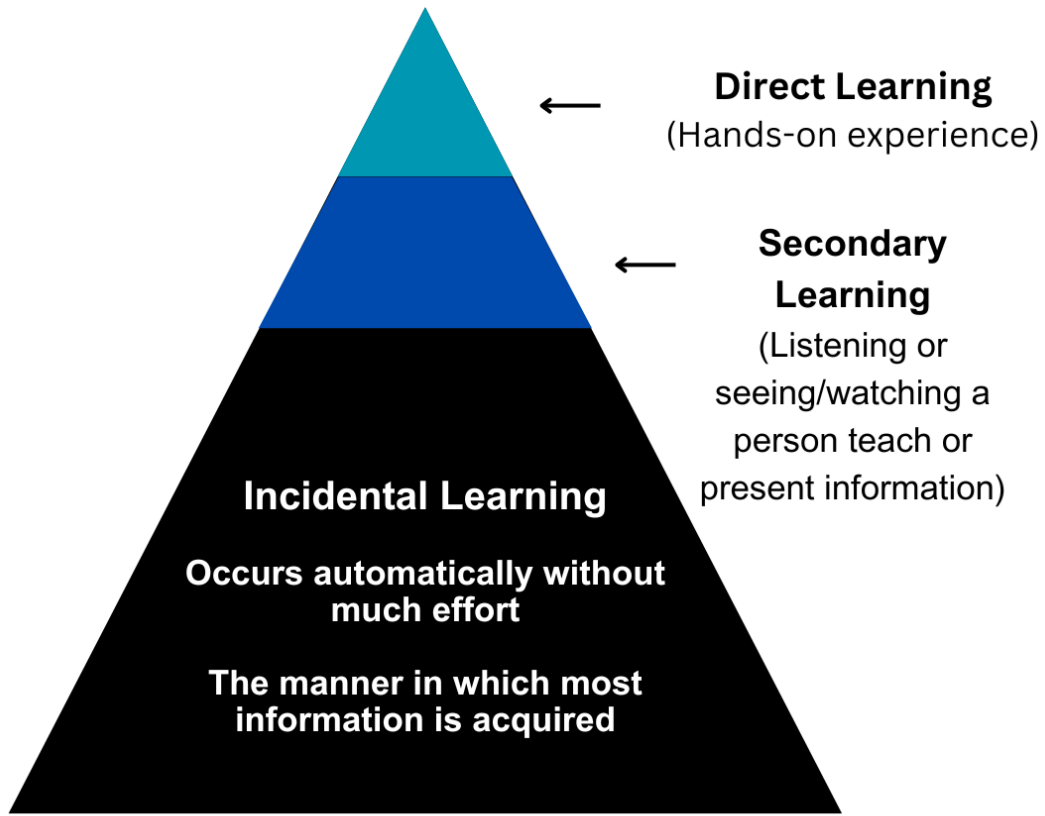 Direct Learning
(Hands-on experience)
Secondary
Learning
(Listening or
seeing/watching a
person teach or
present information)
Incidental Learning
Occurs automatically without
much effort
The manner in which most
information is acquired